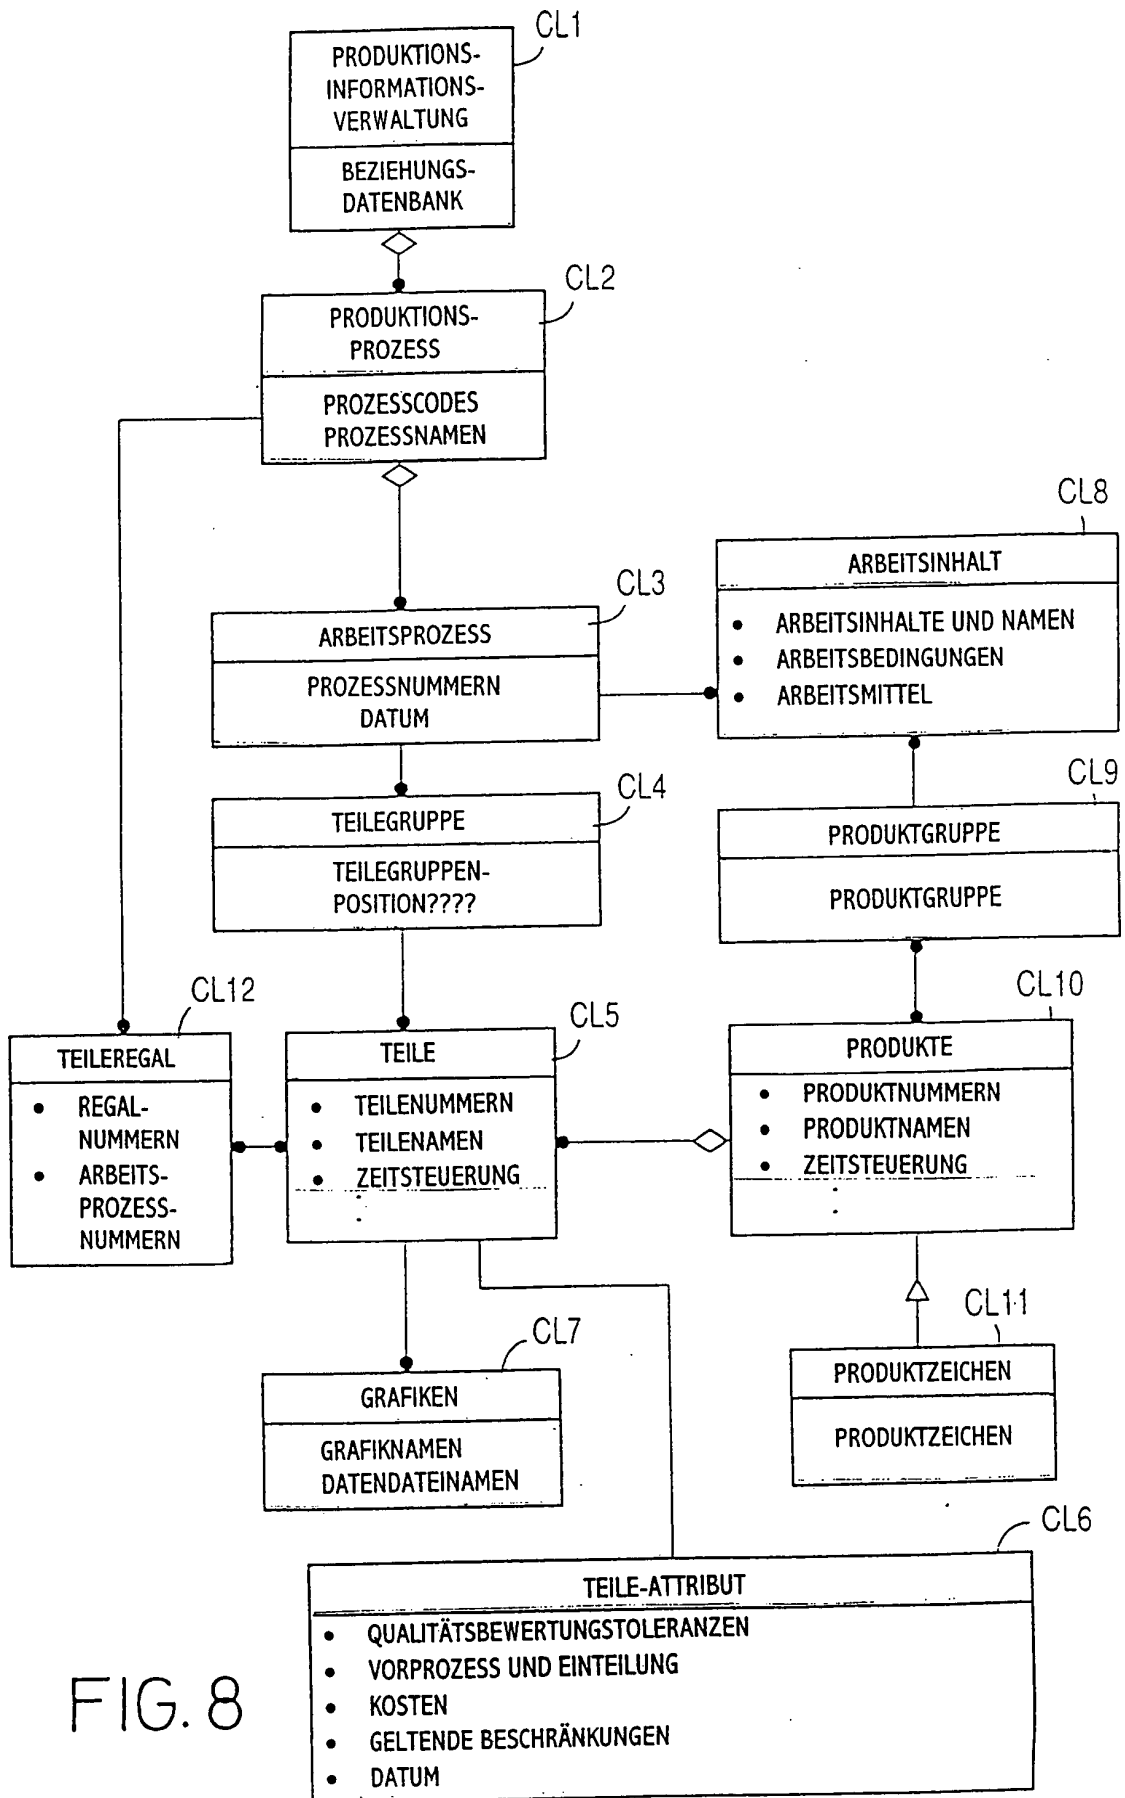 CL1
PRODUKTIONS-
INFORMATIONS-
VERWALTUNG
BEZIEHUNGS-
DATENBANK
CL2
PRODUKTIONS-
PROZESS
PROZESSCODES
PROZESSNAMEN
CL8
ARBEITSINHALT
• ARBEITSINHALTE UND NAMEN
• ARBEITSBEDINGUNGEN
• ARBEITSMITTEL
CL3
ARBEITSPROZESS
PROZESSNUMMERN
DATUM
CL4
TEILEGRUPPE
TEILEGRUPPEN-
POSITION????
CL9
PRODUKTGRUPPE
PRODUKTGRUPPE
CL12
TEILEREGAL
• REGAL-
NUMMERN
• ARBEITS-
PROZESS-
NUMMERN
CL5
TEILE
• TEILENUMMERN
• TEILENAMEN
• ZEITSTEUERUNG
CL10
PRODUKTE
• PRODUKTNUMMERN
• PRODUKTNAMEN
• ZEITSTEUERUNG
CL7
GRAFIKEN
GRAFIKNAMEN
DATENDATEINAMEN
CL11
PRODUKTZEICHEN
PRODUKTZEICHEN
CL6
TEILE-ATTRIBUT
• QUALITÄTSBEWERTUNGSTOLERANZEN
• VORPROZESS UND EINTEILUNG
• KOSTEN
• GELTENDE BESCHRÄNKUNGEN
• DATUM
FIG. 8